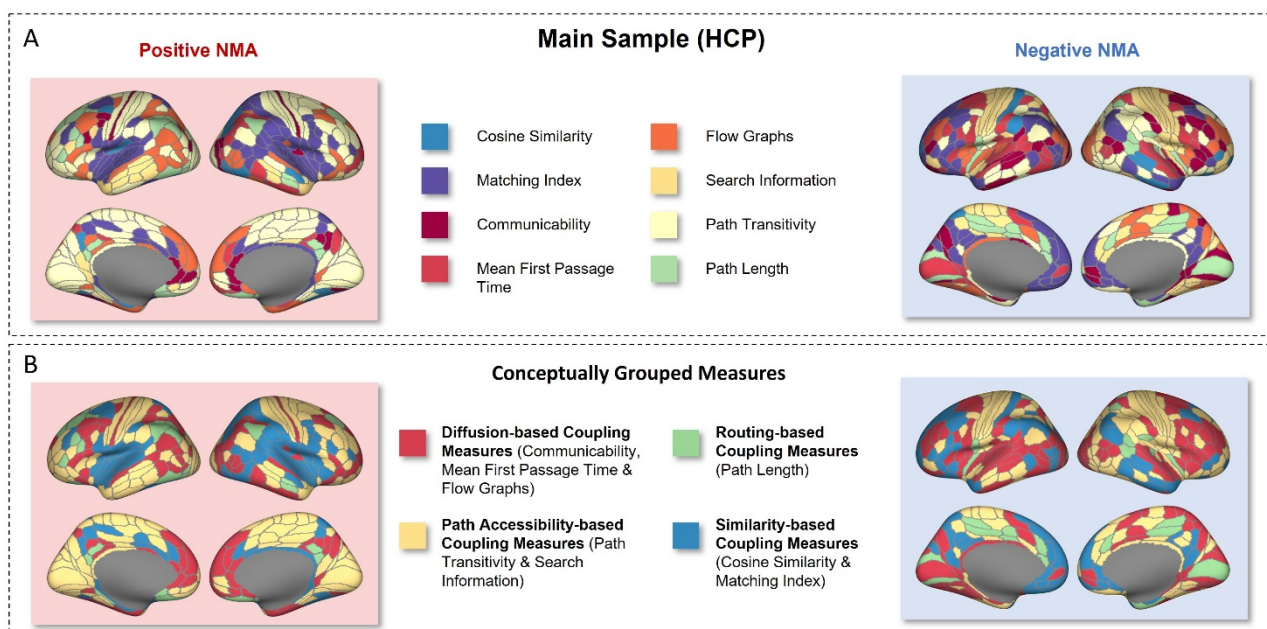 A
Main Sample (HCP)
Positive NMA
Negative NMA
Cosine Similarity
Flow Graphs
Matching Index
Search Information
Communicability
Path Transitivity
Mean First Passage
Time
Path Length
B
Conceptually Grouped Measures
Diffusion-based Coupling
Measures (Communicability,
Mean First Passage Time &
Flow Graphs)
Routing-based
Coupling Measures
(Path Length)
Path Accessibility-based
Coupling Measures (Path
Transitivity & Search
Information)
Similarity-based
Coupling Measures
(Cosine Similarity &
Matching Index)